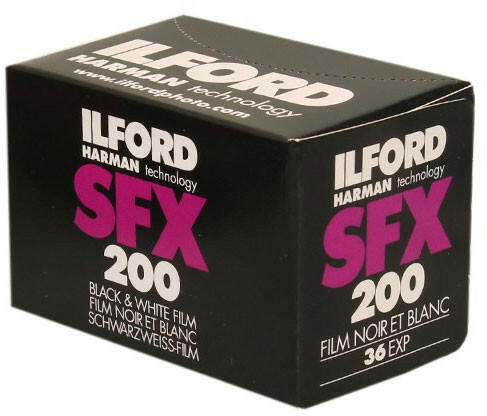 ILFORD
HARMAN technology
www.ilfordphoto.com
ILFORD
HARMAN technology
SFX
200
BLACK & WHITE FILM
FILM NOIR ET BLANC
SCHWARZWEISS-FILM
ILFORD
HARMAN technology
SFX
200
FILM NOIR ET BLANC
36 EXP